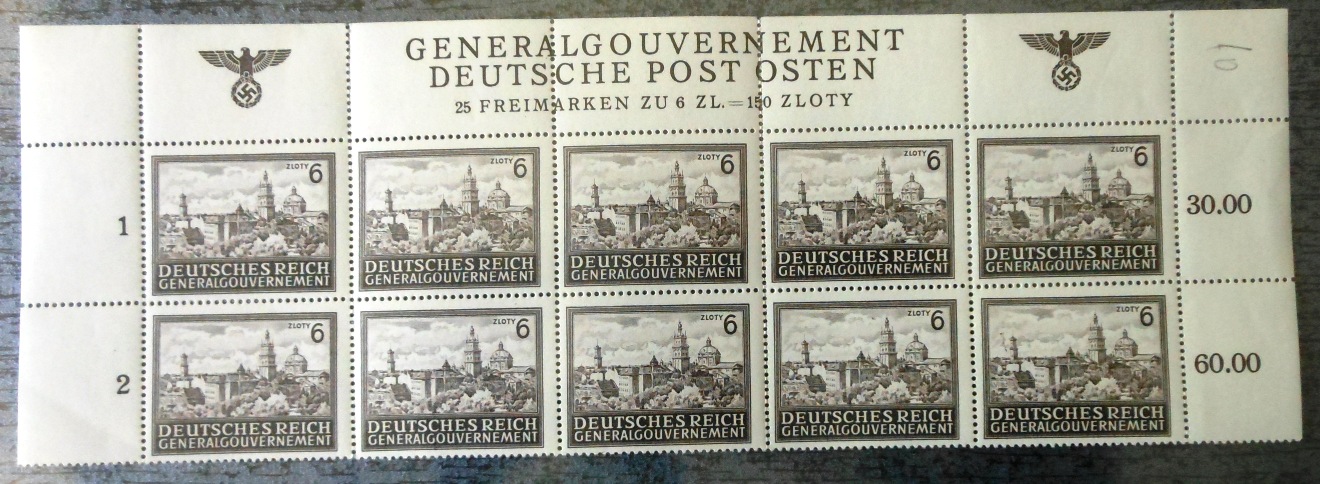 GENERALGOUVERNEMENT
DEUTSCHE POST OSTEN
25 FREIMARKEN ZU 6 ZL.=150 ZLOTY
10
ZLOTY 6 ZLOTY 6 ZLOTY 6 ZLOTY 6 ZLOTY 6
1 30.00
DEUTSCHES REICH DEUTSCHES REICH DEUTSCHES REICH DEUTSCHES REICH DEUTSCHES REICH
GENERALGOUVERNEMENT GENERALGOUVERNEMENT GENERALGOUVERNEMENT GENERALGOUVERNEMENT GENERALGOUVERNEMENT
ZLOTY 6 ZLOTY 6 ZLOTY 6 ZLOTY 6 ZLOTY 6
2 60.00
DEUTSCHES REICH DEUTSCHES REICH DEUTSCHES REICH DEUTSCHES REICH DEUTSCHES REICH
GENERALGOUVERNEMENT GENERALGOUVERNEMENT GENERALGOUVERNEMENT GENERALGOUVERNEMENT GENERALGOUVERNEMENT